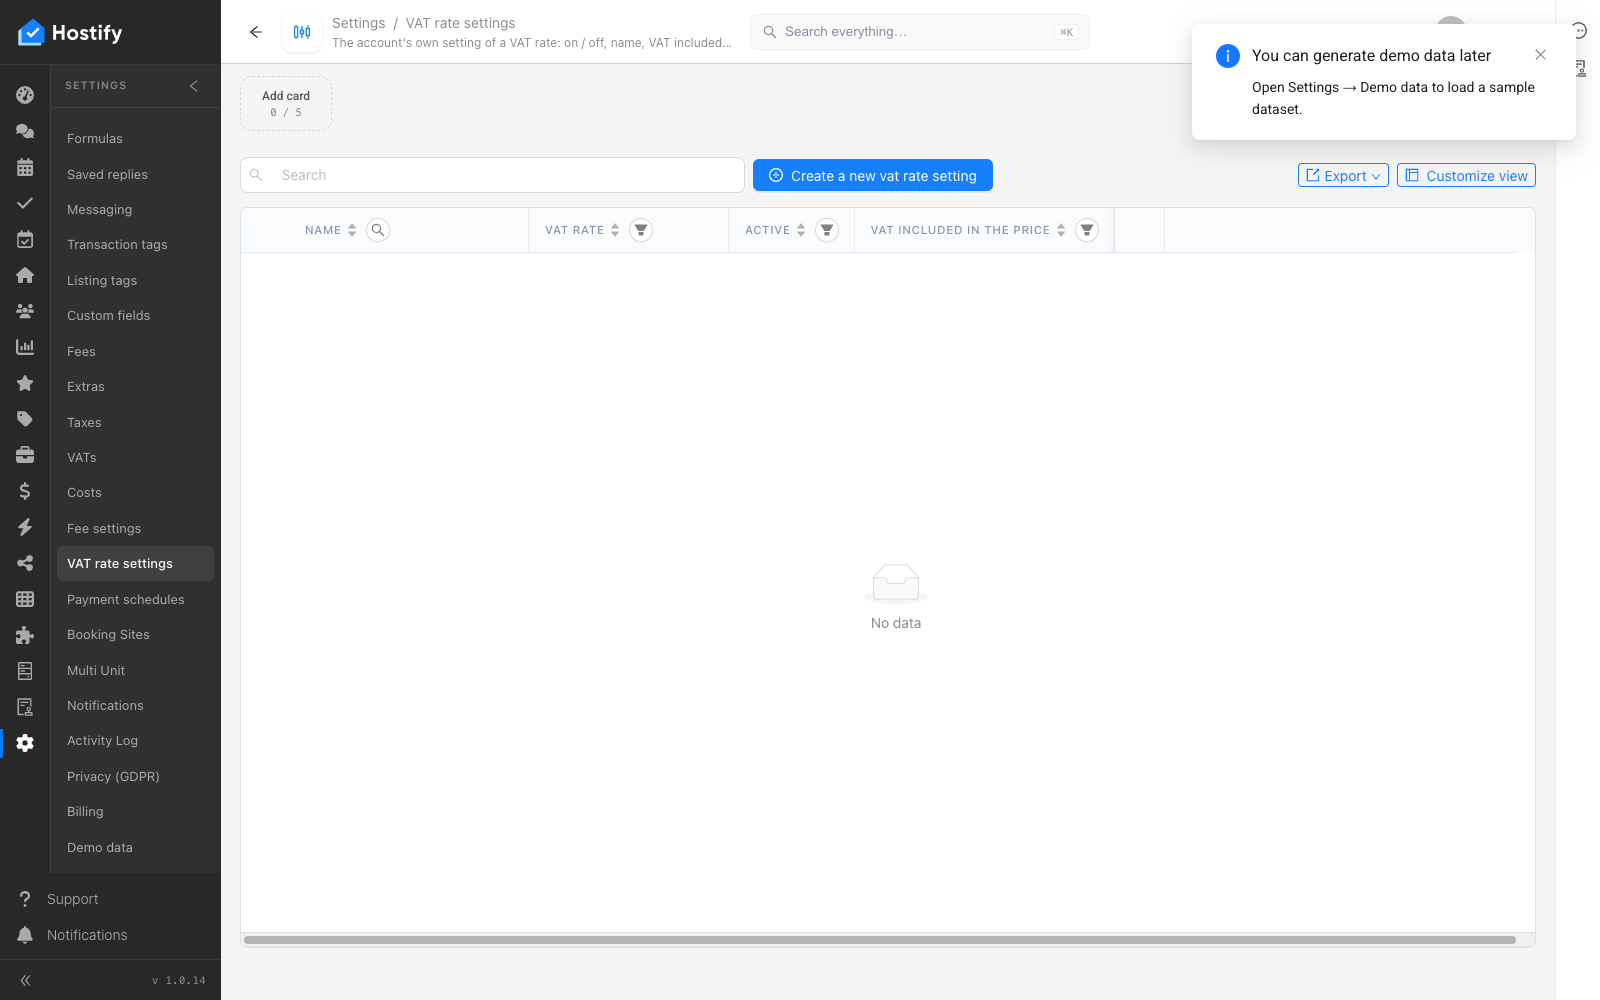 Hostify
SETTINGS
Formulas
Saved replies
Messaging
Transaction tags
Listing tags
Custom fields
Fees
Extras
Taxes
VATs
Costs
Fee settings
VAT rate settings
Payment schedules
Booking Sites
Multi Unit
Notifications
Activity Log
Privacy (GDPR)
Billing
Demo data
Support
Notifications
v 1.0.14
Settings / VAT rate settings
The account's own setting of a VAT rate: on / off, name, VAT included...
Search everything...
⌘K
You can generate demo data later
Open Settings → Demo data to load a sample
dataset.
Add card
0 / 5
Search
Create a new vat rate setting
Export
Customize view
NAME
VAT RATE
ACTIVE
VAT INCLUDED IN THE PRICE
No data